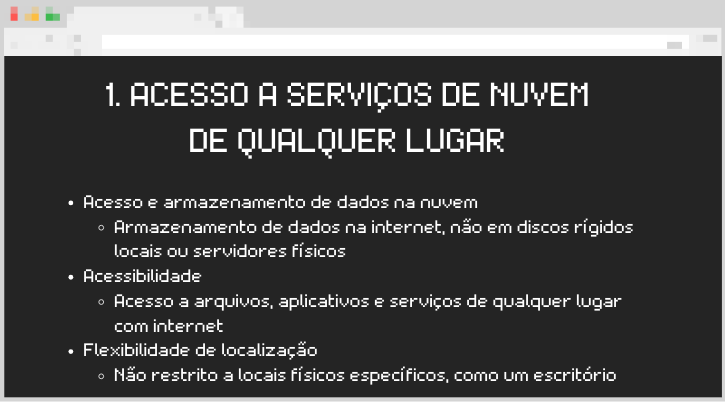 1. ACESSO A SERVIÇOS DE NUVEM
DE QUALQUER LUGAR
• Acesso e armazenamento de dados na nuvem
◦ Armazenamento de dados na internet, não em discos rígidos
locais ou servidores físicos
• Acessibilidade
◦ Acesso a arquivos, aplicativos e serviços de qualquer lugar
com internet
• Flexibilidade de localização
◦ Não restrito a locais físicos específicos, como um escritório